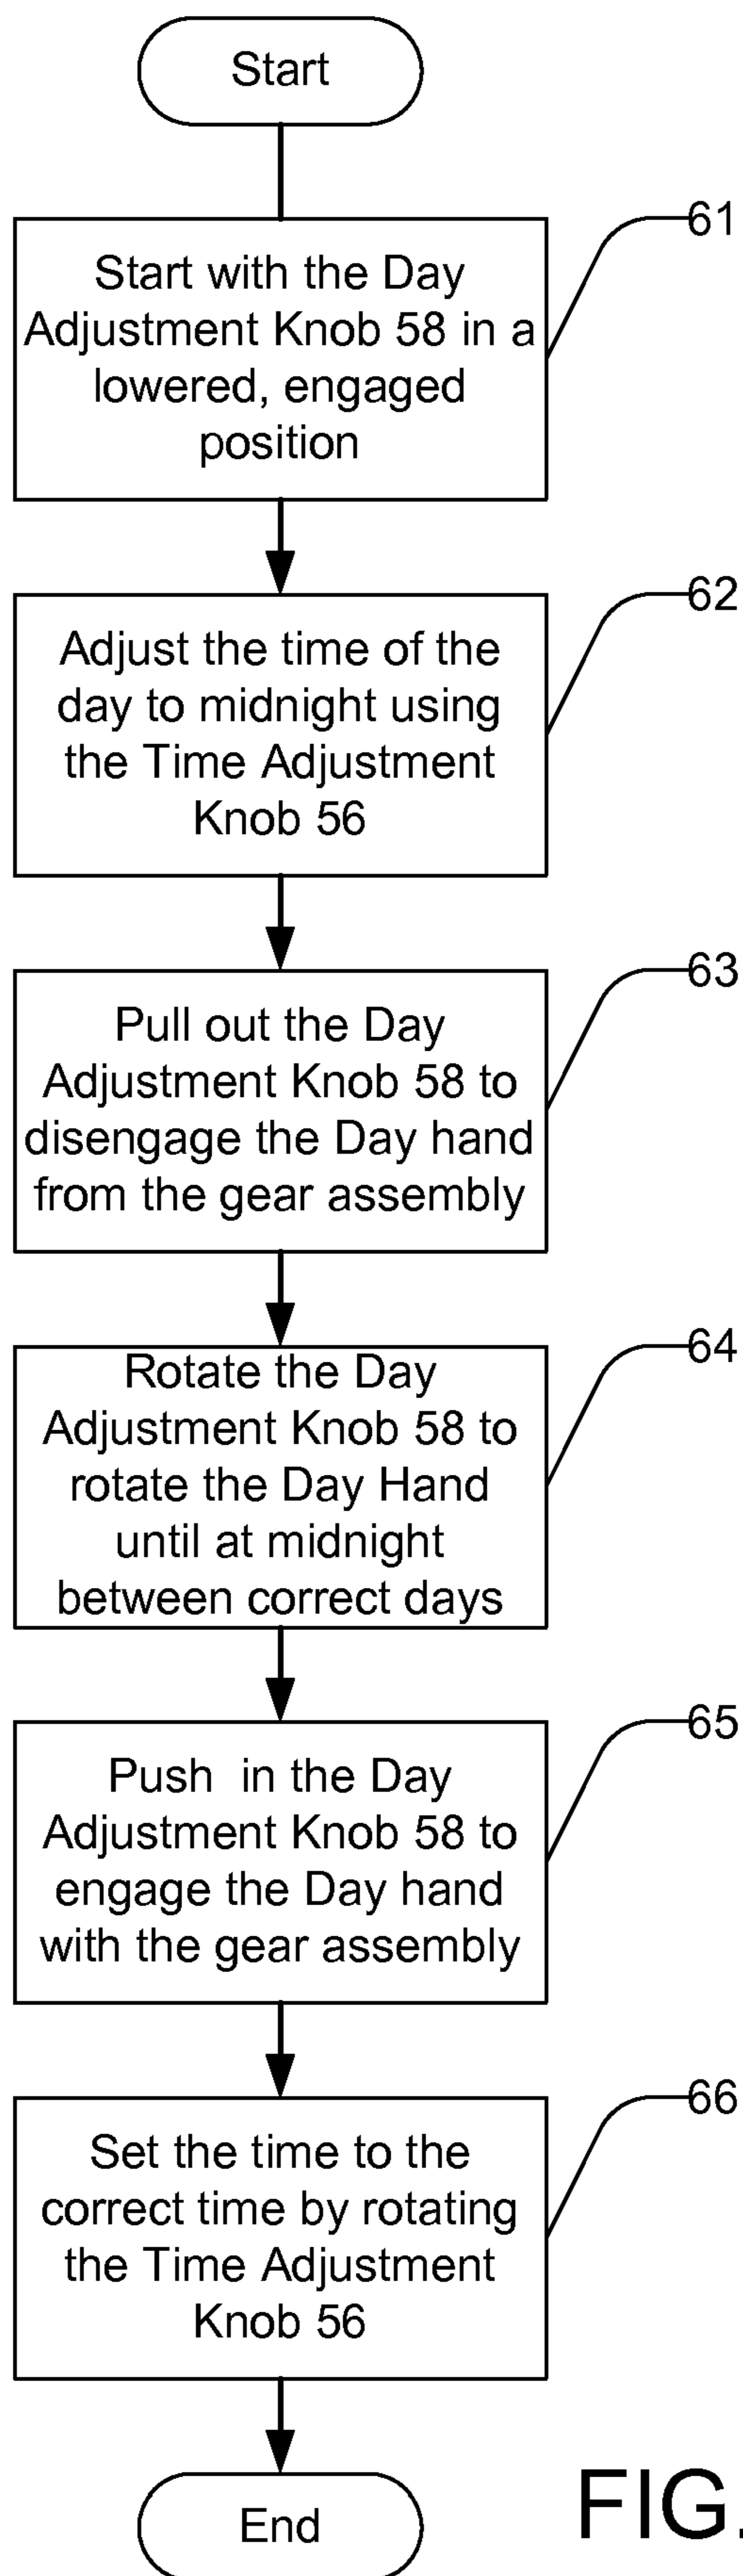 Start
61
Start with the Day
Adjustment Knob 58 in a
lowered, engaged
position
62
Adjust the time of the
day to midnight using
the Time Adjustment
Knob 56
63
Pull out the Day
Adjustment Knob 58 to
disengage the Day hand
from the gear assembly
64
Rotate the Day
Adjustment Knob 58 to
rotate the Day Hand
until at midnight
between correct days
65
Push in the Day
Adjustment Knob 58 to
engage the Day hand
with the gear assembly
66
Set the time to the
correct time by rotating
the Time Adjustment
Knob 56
End
FIG.